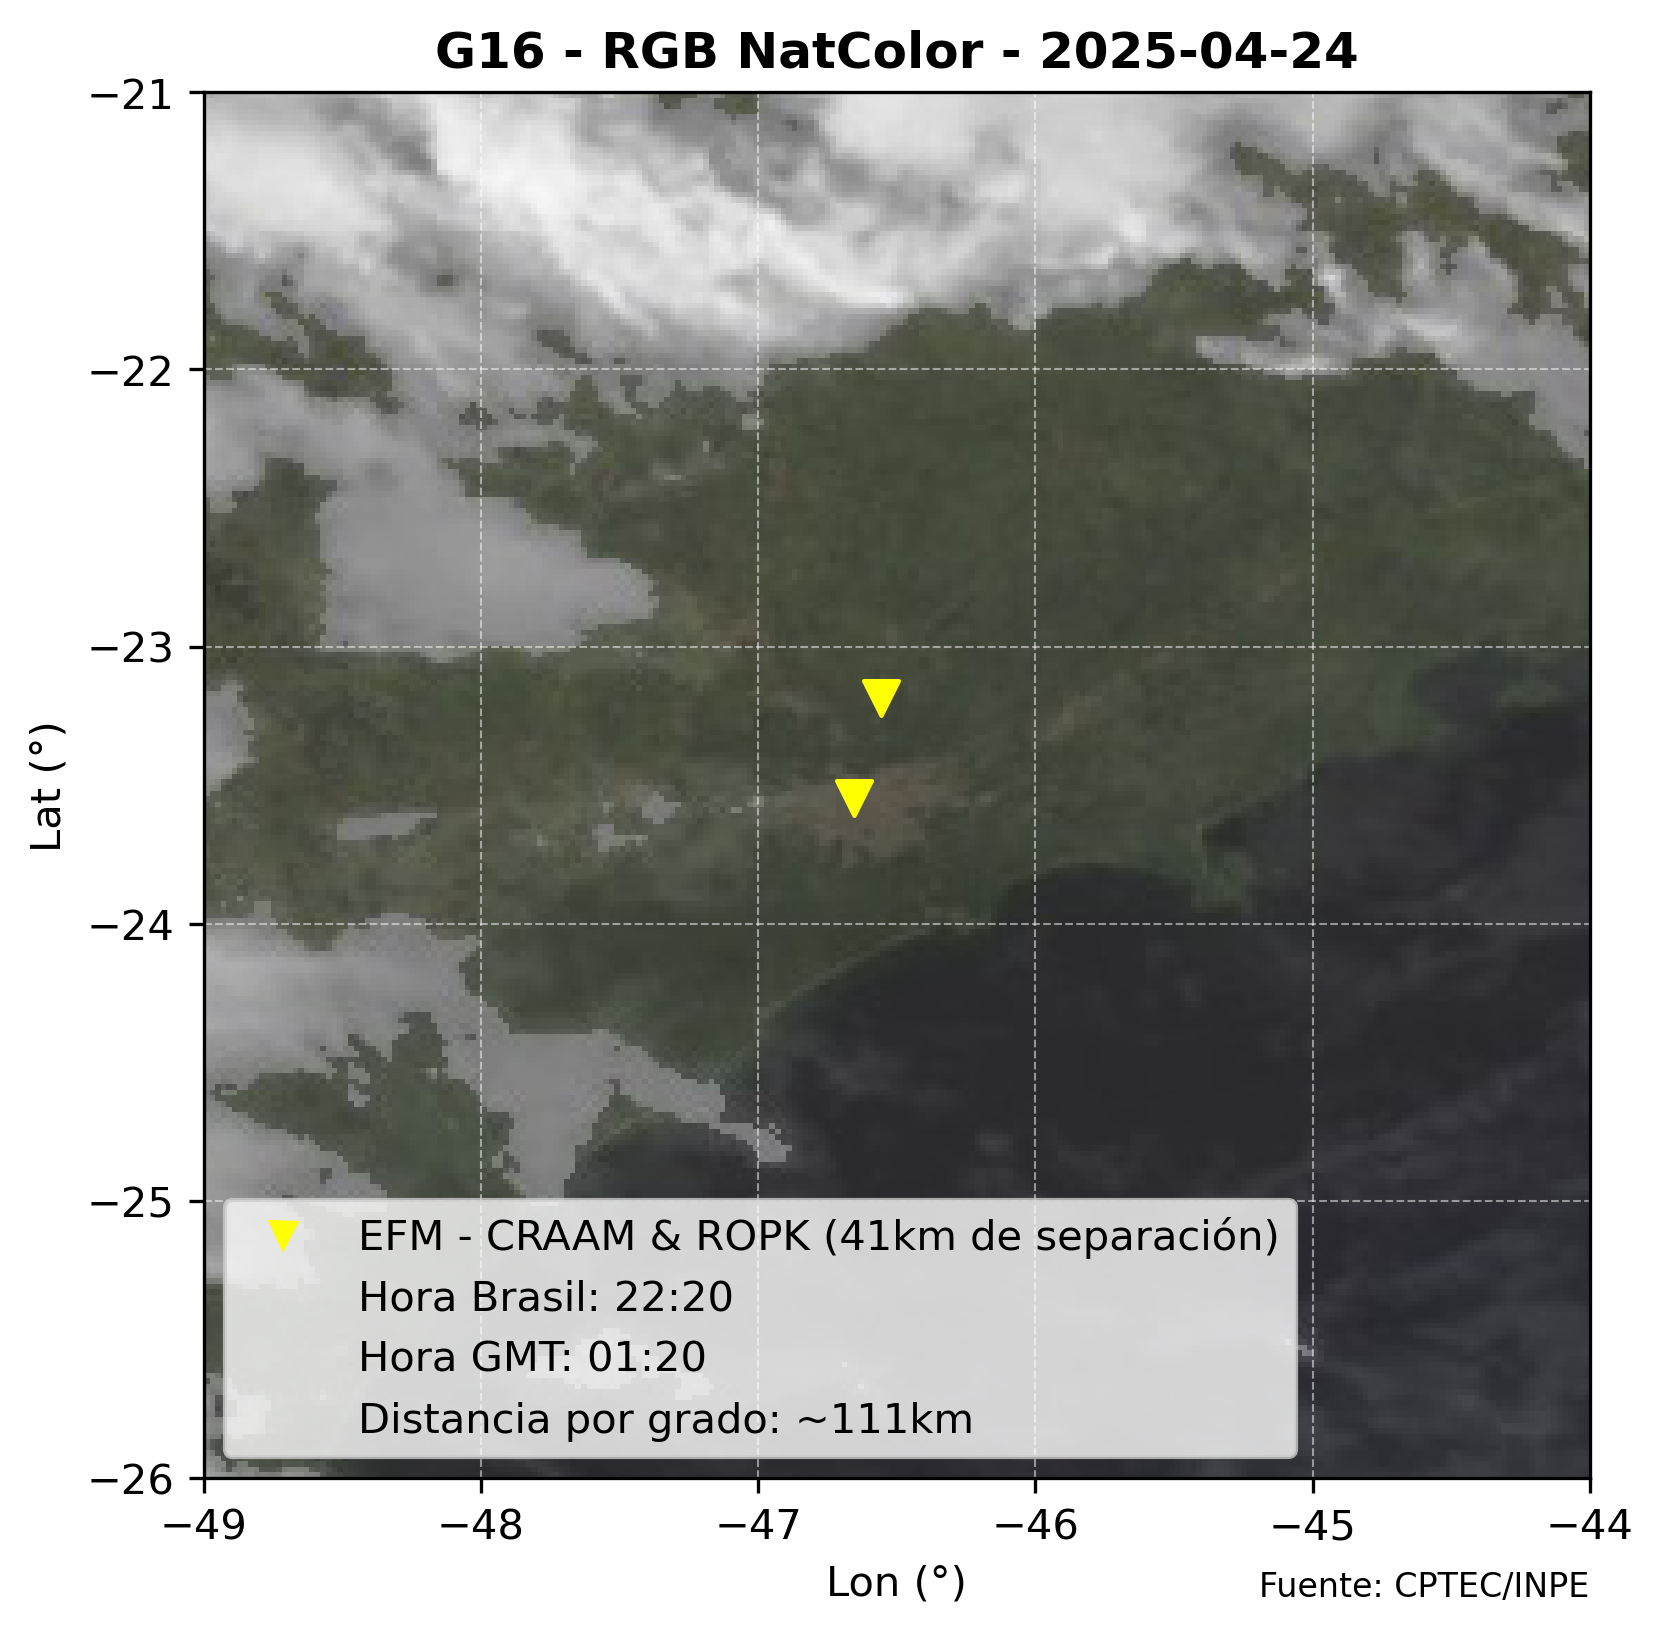 G16 - RGB NatColor - 2025-04-24
−21
−22
−23
−24
−25
−26
Lat (°)
EFM - CRAAM & ROPK (41km de separación)
Hora Brasil: 22:20
Hora GMT: 01:20
Distancia por grado: ~111km
−49
−48
−47
−46
−45
−44
Lon (°)
Fuente: CPTEC/INPE